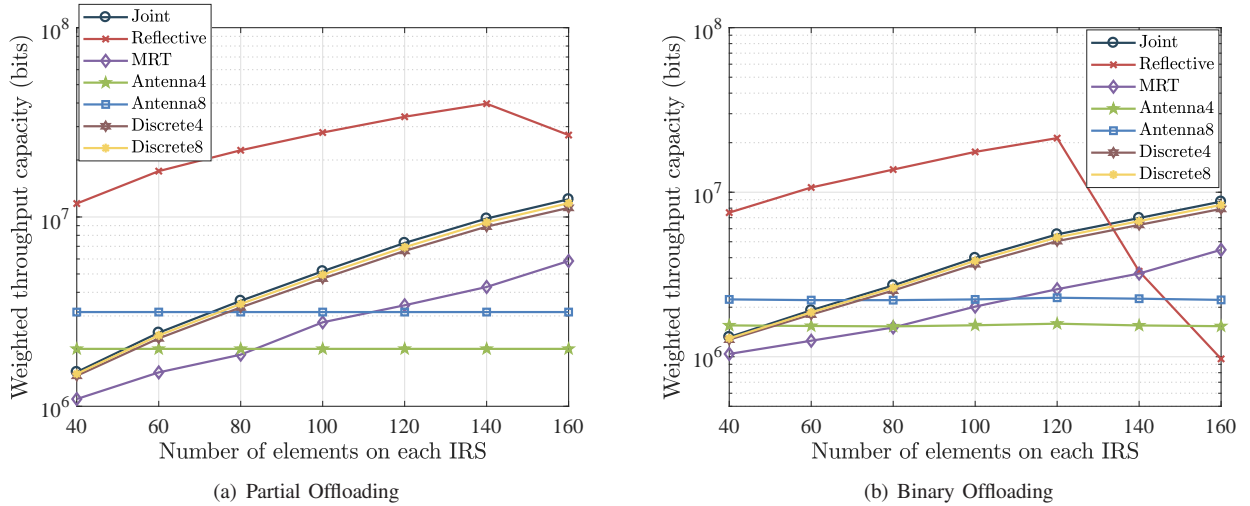 Weighted throughput capacity (bits)
10^8
10^7
10^6
Joint
Reflective
MRT
Antenna4
Antenna8
Discrete4
Discrete8
40 60 80 100 120 140 160
Number of elements on each IRS
(a) Partial Offloading
Weighted throughput capacity (bits)
10^8
10^7
10^6
Joint
Reflective
MRT
Antenna4
Antenna8
Discrete4
Discrete8
40 60 80 100 120 140 160
Number of elements on each IRS
(b) Binary Offloading